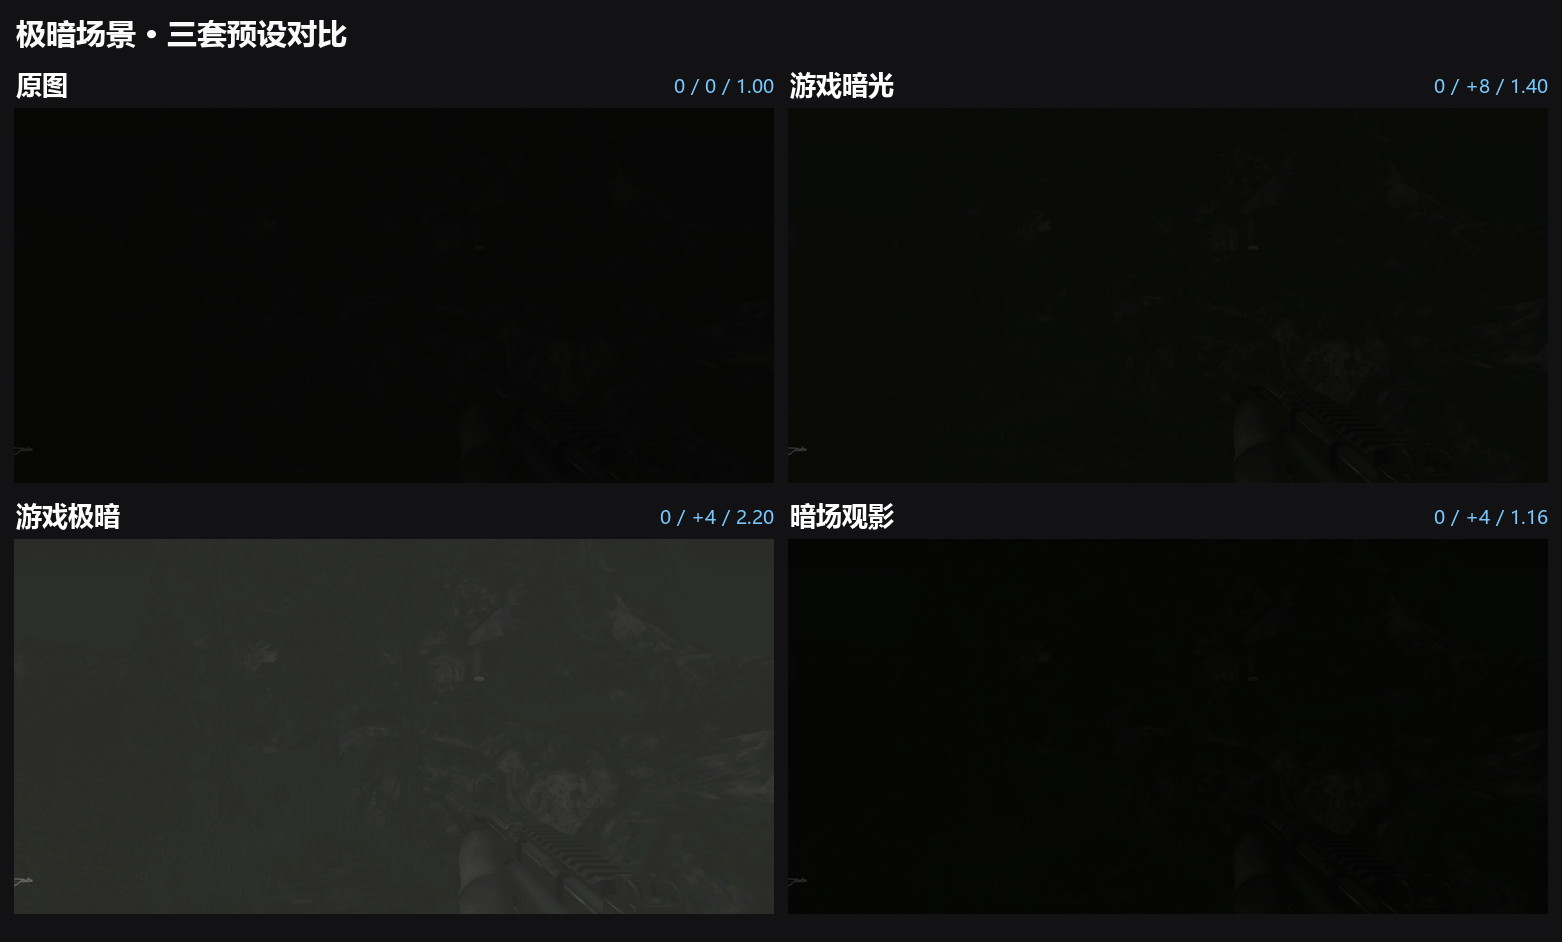 极暗场景 • 三套预设对比
原图 0 / 0 / 1.00
游戏暗光 0 / +8 / 1.40
游戏极暗 0 / +4 / 2.20
暗场观影 0 / +4 / 1.16